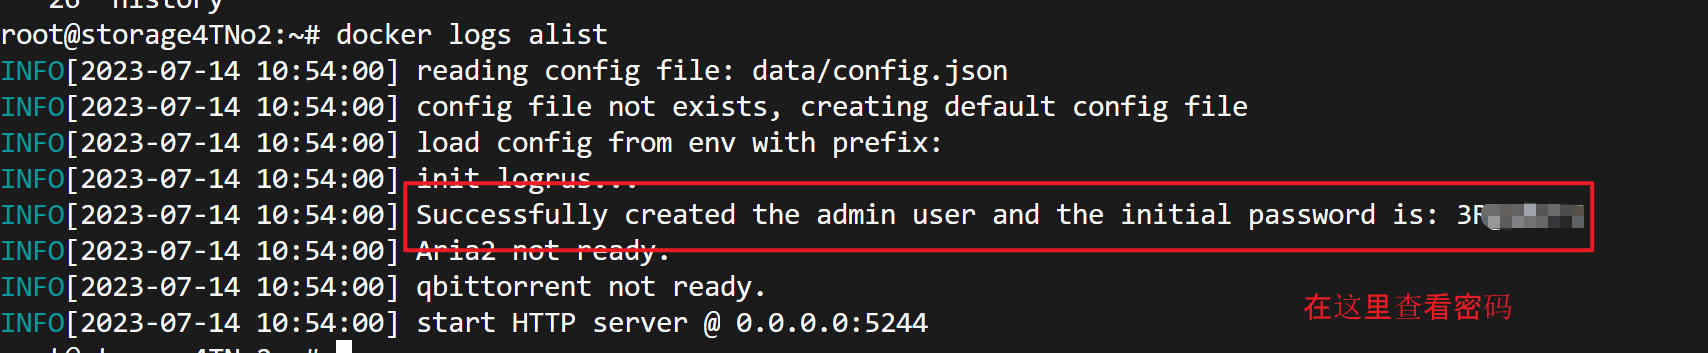 26 history
root@storage4TNo2:~# docker logs alist
INFO[2023-07-14 10:54:00] reading config file: data/config.json
INFO[2023-07-14 10:54:00] config file not exists, creating default config file
INFO[2023-07-14 10:54:00] load config from env with prefix:
INFO[2023-07-14 10:54:00] init logrus...
INFO[2023-07-14 10:54:00] Successfully created the admin user and the initial password is: 3R
INFO[2023-07-14 10:54:00] Aria2 not ready.
INFO[2023-07-14 10:54:00] qbittorrent not ready.
INFO[2023-07-14 10:54:00] start HTTP server @ 0.0.0.0:5244
在这里查看密码